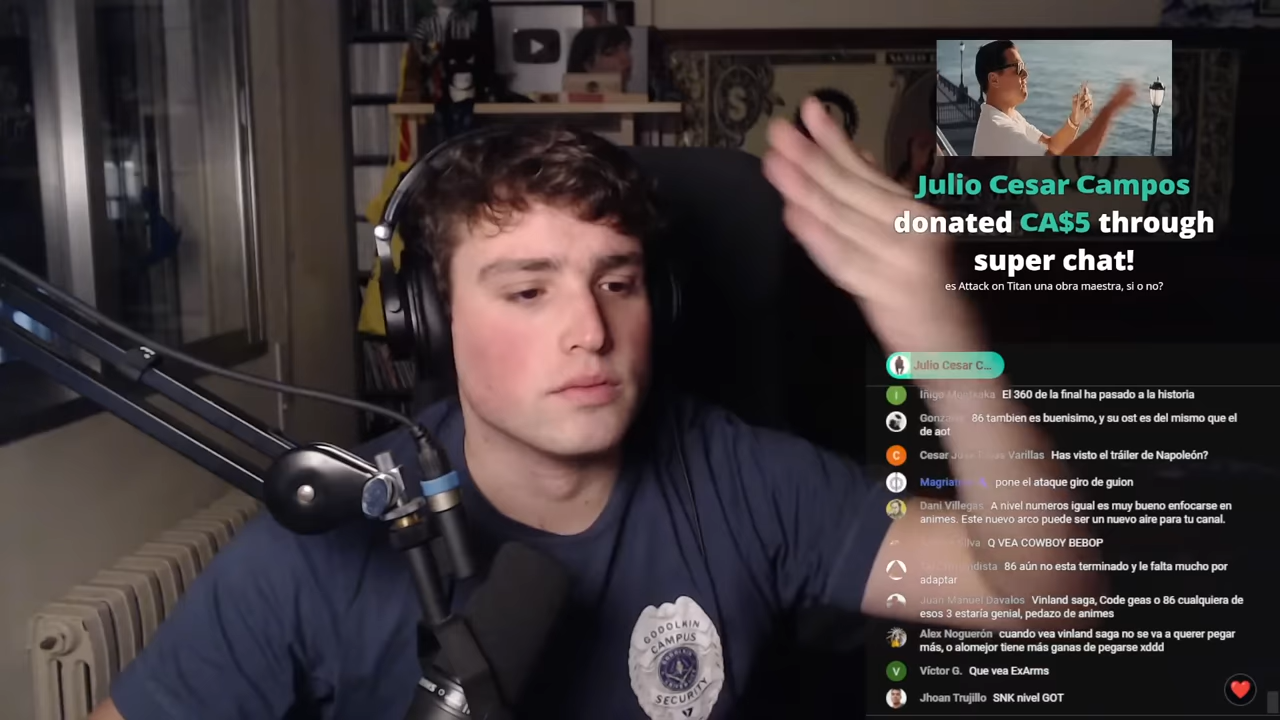 Julio Cesar Campos
donated CA$5 through
super chat!
es Attack on Titan una obra maestra, si o no?
Julio Cesar C...
El 360 de la final ha pasado a la historia
86 tambien es buenisimo, y su ost es del mismo que el
de aot
Cesar Varillas Has visto el tráiler de Napoleón?
pone el ataque giro de guion
Dani Villegas A nivel numeros igual es muy bueno enfocarse en
animes. Este nuevo arco puede ser un nuevo aire para tu canal.
Silva Q VEA COWBOY BEBOP
86 aún no esta terminado y le falta mucho por
adaptar
Juan Manuel Davalos Vinland saga, Code geas o 86 cualquiera de
esos 3 estaría genial, pedazo de animes
Alex Noguerón cuando vea vinland saga no se va a querer pegar
más, o alomejor tiene más ganas de pegarse xddd
V Víctor G. Que vea ExArms
Jhoan Trujillo SNK nivel GOT
GODOLKIN
CAMPUS
SECURITY